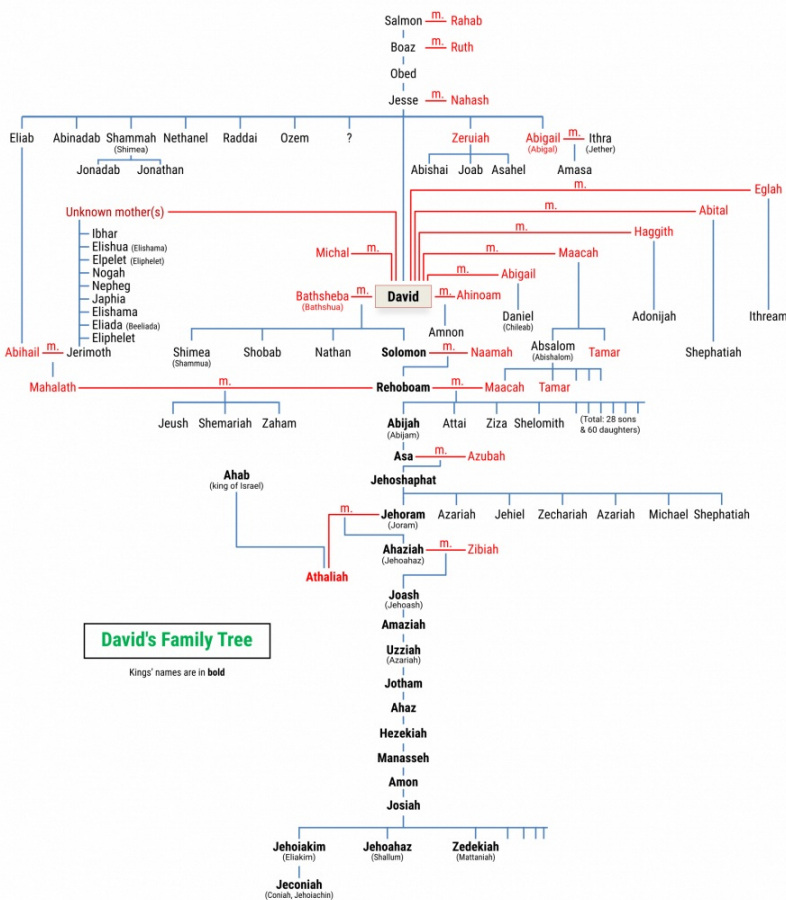 Salmon m. Rahab
Boaz m. Ruth
Obed
Jesse m. Nahash
Eliab Abinadab Shammah Nethanel Raddai Ozem ? Zeruiah Abigail m. Ithra
(Shimea) (Abigal) (Jether)
Jonadab Jonathan Abishai Joab Asahel Amasa
m. Eglah
Unknown mother(s) m. Abital
Ibhar m. Haggith
Elishua (Elishama)
Elpelet (Eliphelet) Michal m. m. Maacah
Nogah m. Abigail
Nepheg
Japhia Bathsheba m. David m. Ahinoam
(Bathshua)
Elishama Daniel Adonijah Ithream
Eliada (Beeliada) (Chileab)
Eliphelet Amnon
Abihail m. Jerimoth Shimea Shobab Nathan Solomon m. Naamah Absalom Tamar Shephatiah
(Shammua) (Abishalom)
Mahalath m. Rehoboam m. Maacah Tamar
Jeush Shemariah Zaham Abijah Attai Ziza Shelomith (Total: 28 sons
(Abijam) & 60 daughters)
Asa m. Azubah
Ahab Jehoshaphat
(king of Israel)
m. Jehoram Azariah Jehiel Zechariah Azariah Michael Shephatiah
(Joram)
Ahaziah m. Zibiah
(Jehoahaz)
Athaliah
Joash
(Jehoash)
Amaziah
David's Family Tree
Uzziah
(Azariah)
Kings' names are in bold
Jotham
Ahaz
Hezekiah
Manasseh
Amon
Josiah
Jehoiakim Jehoahaz Zedekiah
(Eliakim) (Shallum) (Mattaniah)
Jeconiah
(Coniah, Jehoiachin)